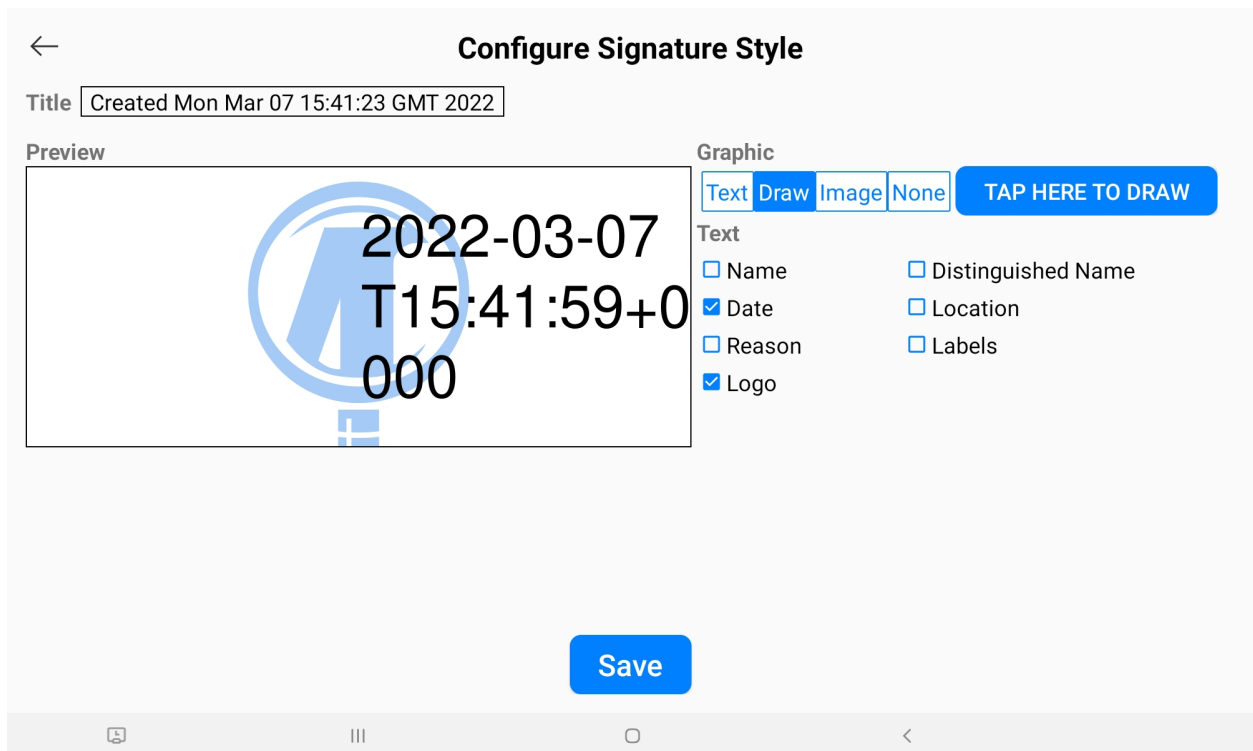 Configure Signature Style
Title Created Mon Mar 07 15:41:23 GMT 2022
Preview
2022-03-07
T15:41:59+0
000
Graphic
Text Draw Image None TAP HERE TO DRAW
Text
Name Distinguished Name
Date Location
Reason Labels
Logo
Save